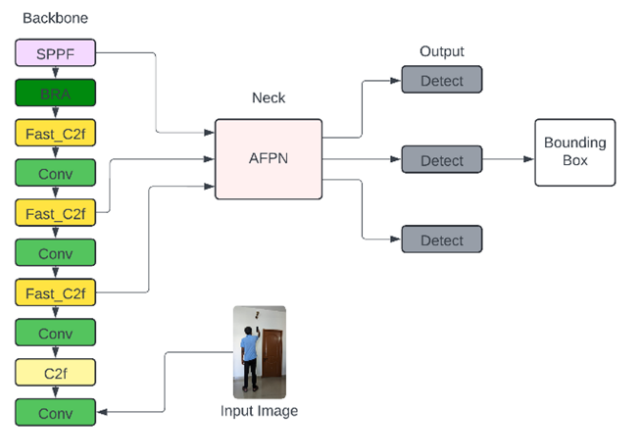 Backbone
SPPF
BRA
Fast_C2f
Conv
Fast_C2f
Conv
Fast_C2f
Conv
C2f
Conv
Neck
AFPN
Input Image
Output
Detect
Detect
Detect
Bounding
Box